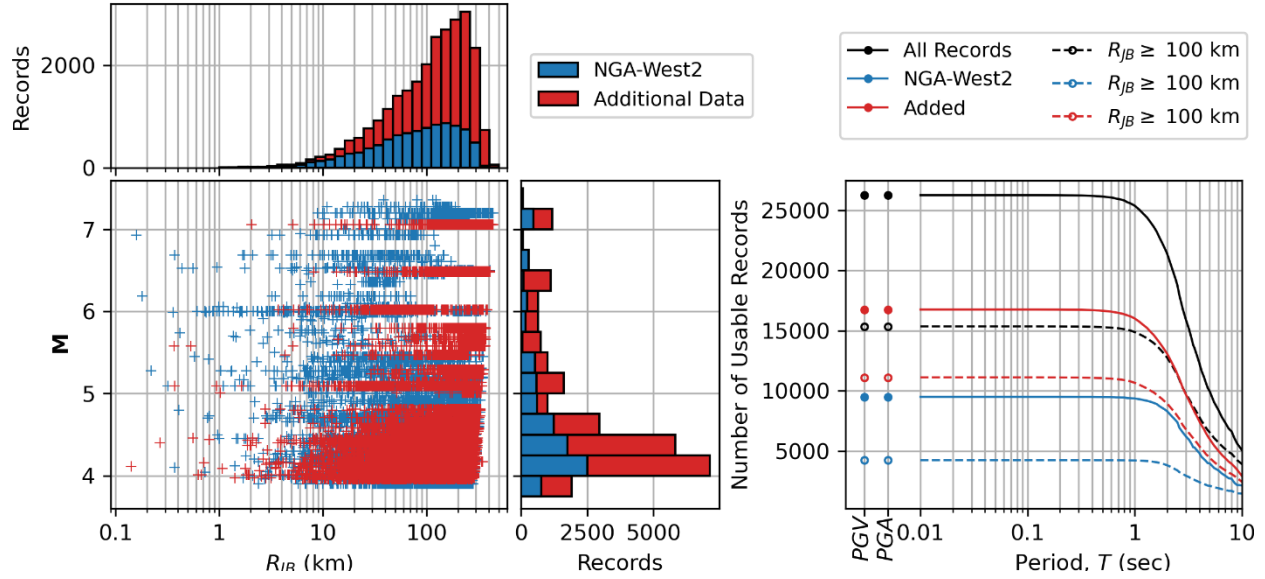 Records
2000
0
NGA-West2
Additional Data
M
7
6
5
4
0.1
1
10
100
R_JB (km)
0
2500
5000
Records
All Records
NGA-West2
Added
R_JB ≥ 100 km
R_JB ≥ 100 km
R_JB ≥ 100 km
Number of Usable Records
25000
20000
15000
10000
5000
PGV
PGA
0.01
0.1
1
10
Period, T (sec)